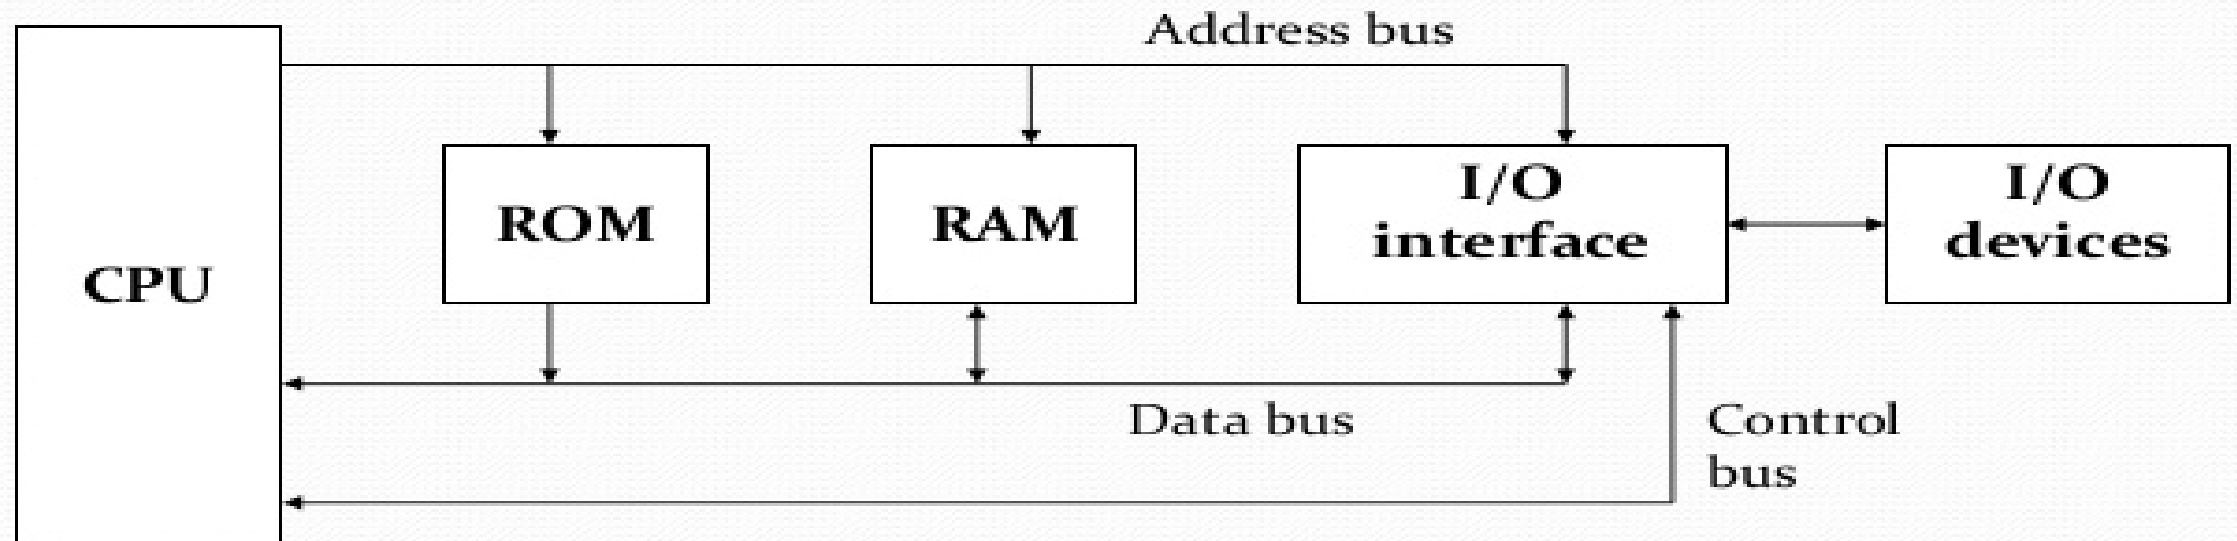 Address bus
CPU
ROM
RAM
I/O
interface
I/O
devices
Data bus
Control
bus